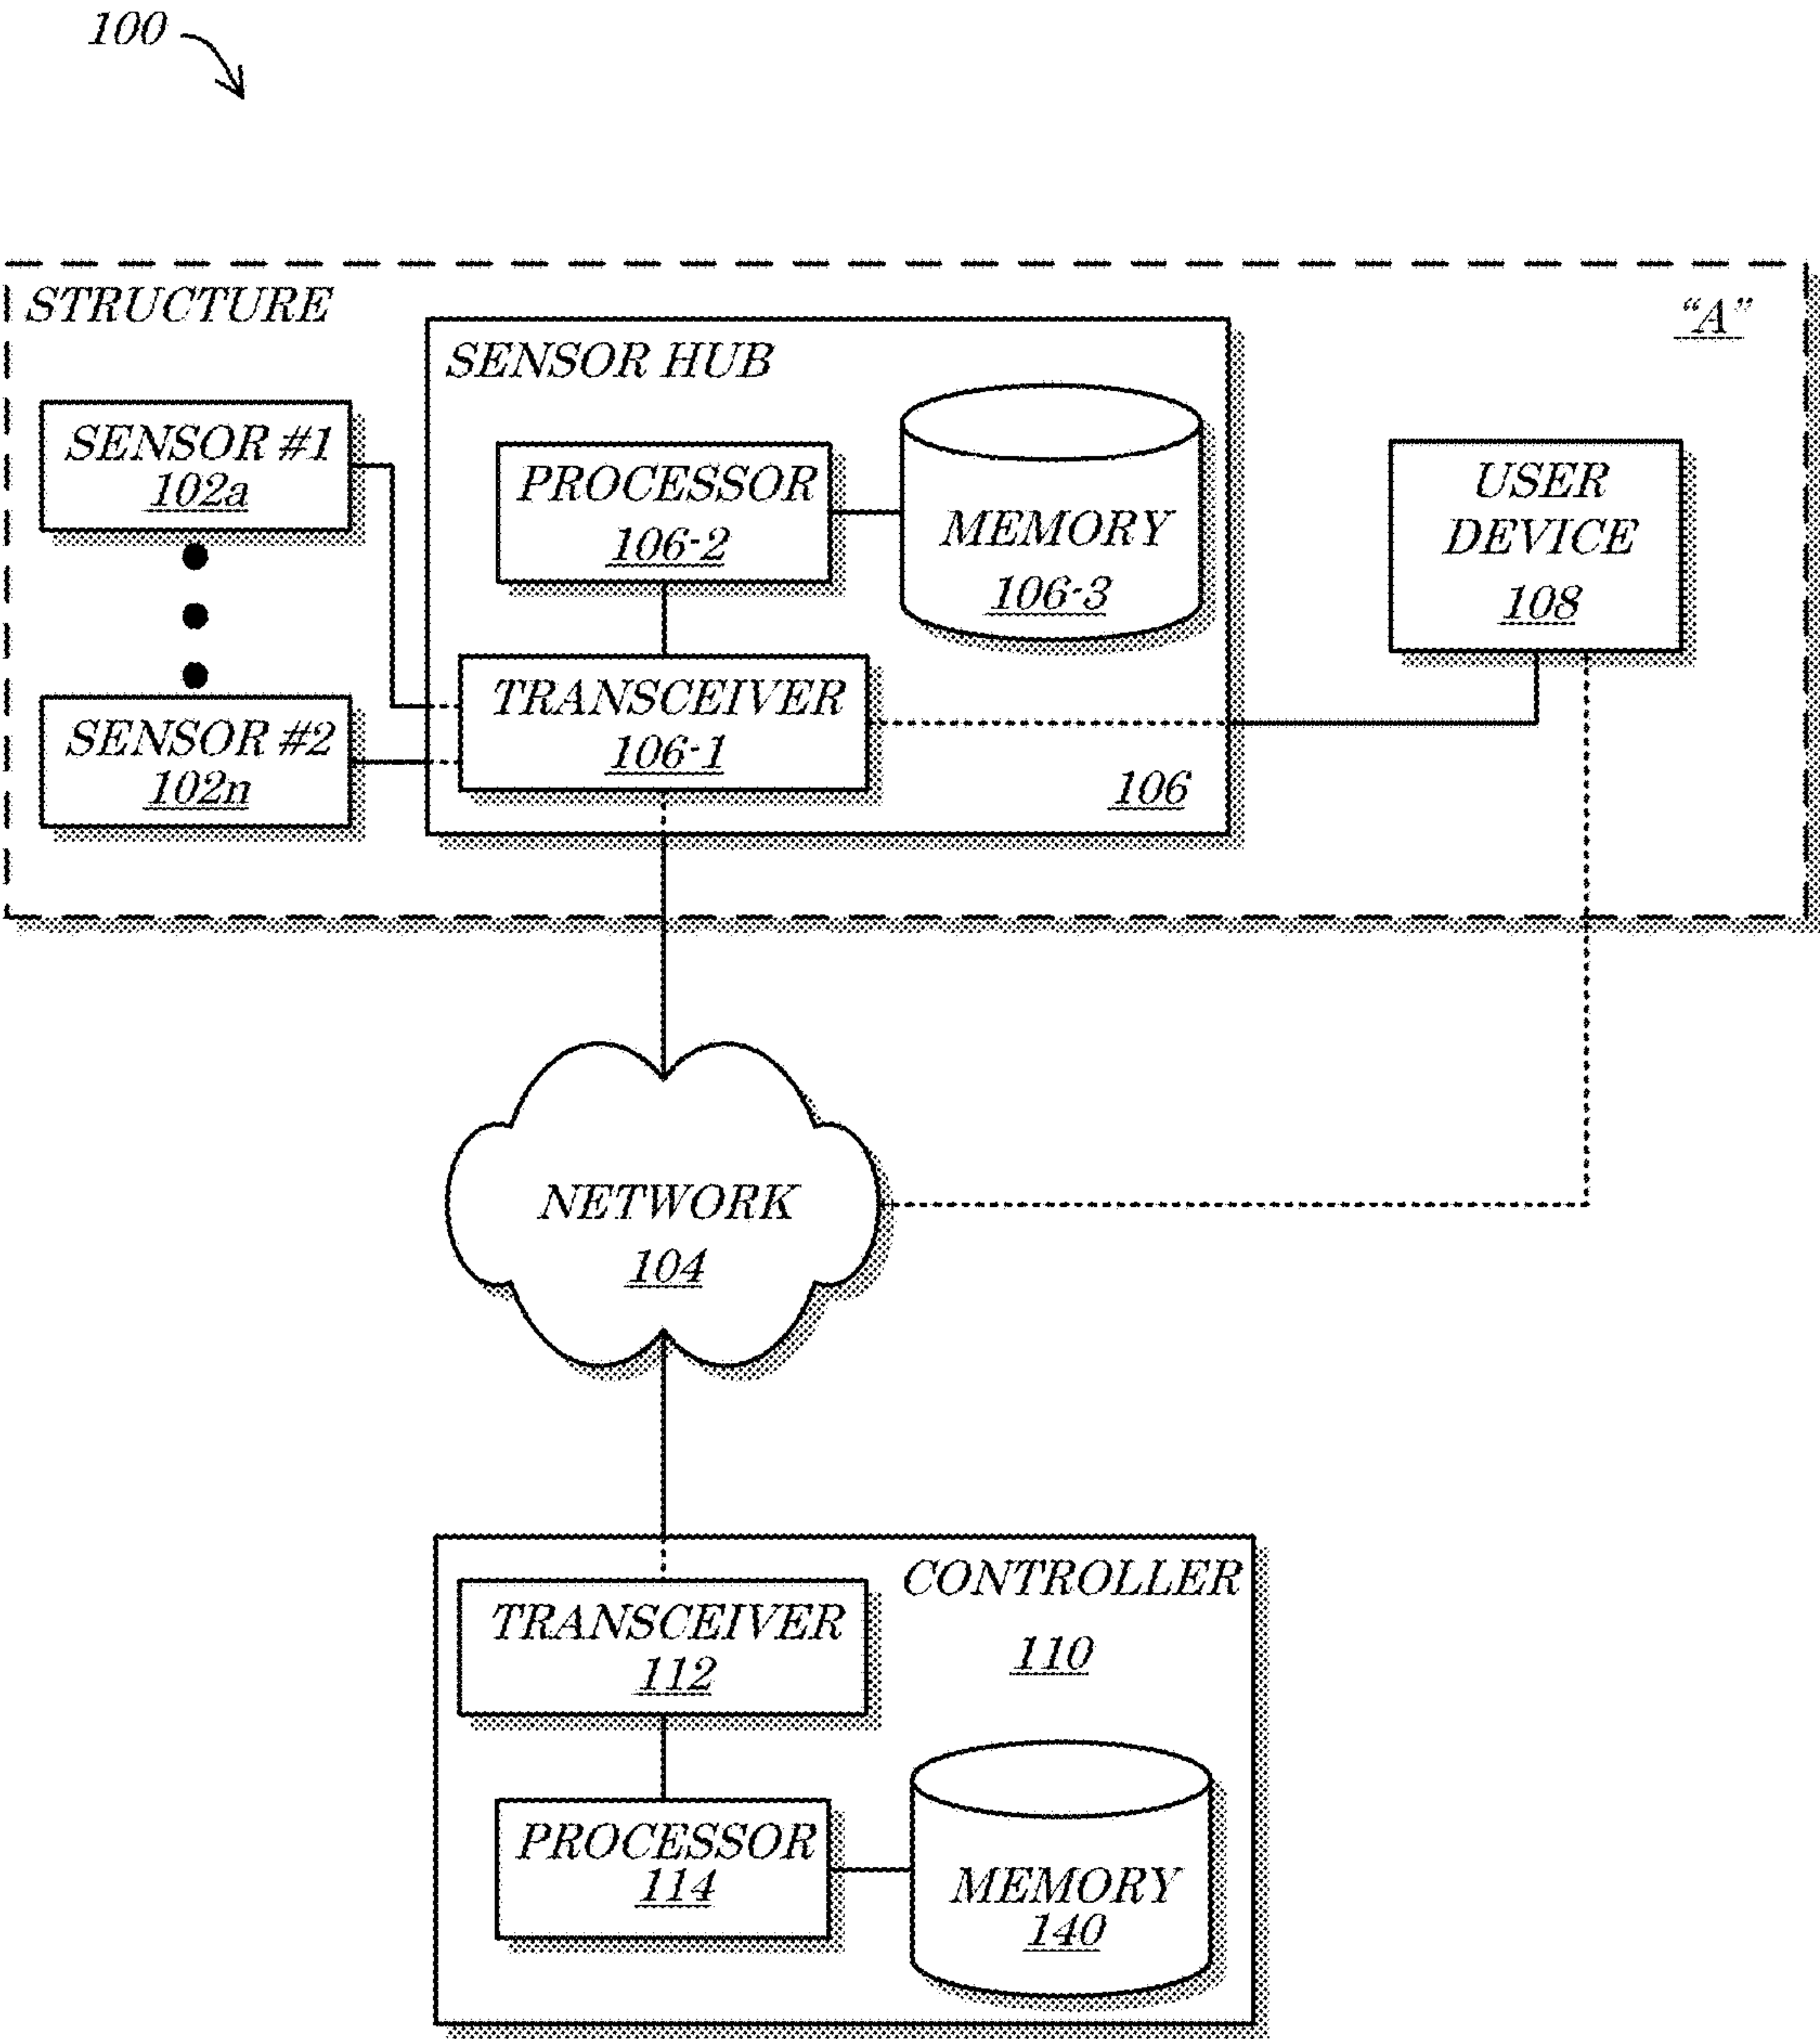 100
STRUCTURE
"A"
SENSOR HUB
SENSOR #1
102a
PROCESSOR
106-2
MEMORY
106-3
USER
DEVICE
108
SENSOR #2
102n
TRANSCEIVER
106-1
106
NETWORK
104
CONTROLLER
110
TRANSCEIVER
112
PROCESSOR
114
MEMORY
140